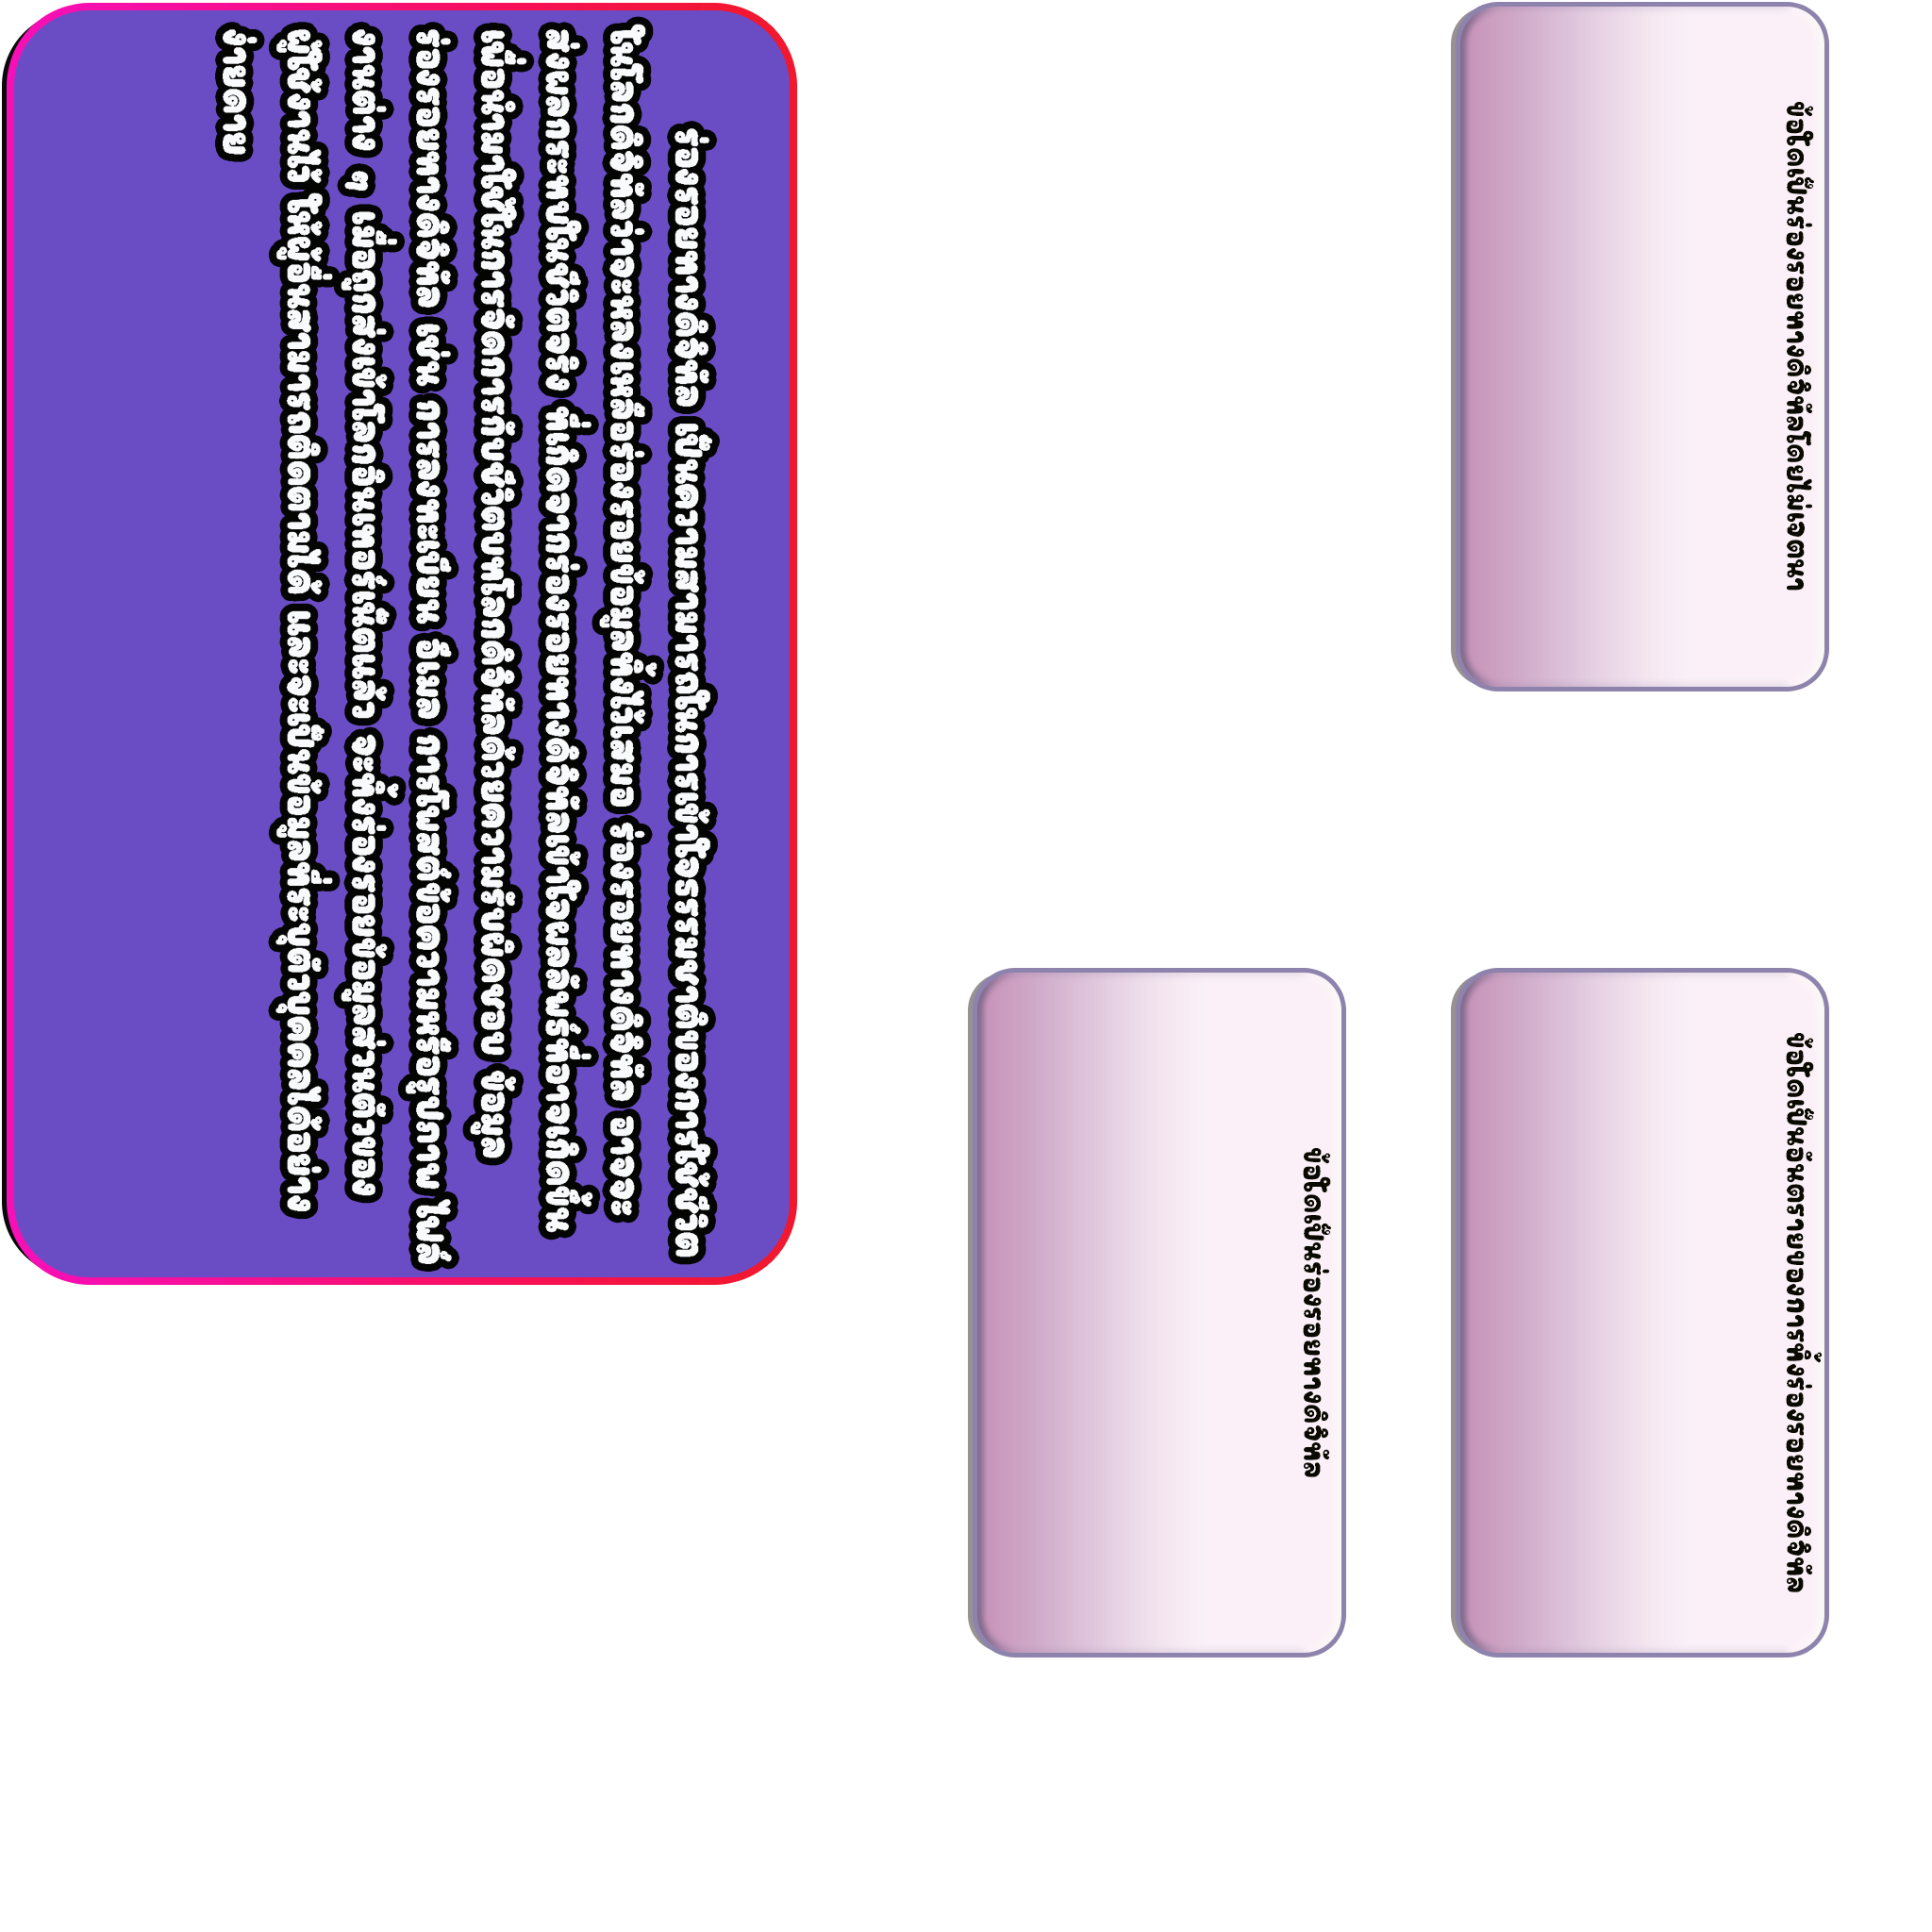 ร่องรอยทางดิจิทัล เป็นความสามมารถในการเข้าใจธรรมชาติของการใช้ชีวิต
ในโลกดิจิทัลว่าจะหลงเหลือร่องรอยข้อมูลทิ้งไว้เสมอ ร่องรอยทางดิจิทัล อาจจะ
ส่งผลกระทบในชีวิตจริง ที่เกิดจากร่องรอยทางดิจิทัลเข้าใจผลลัพธ์ที่อาจเกิดขึ้น
เพื่อนำมาใช้ในการจัดการกับชีวิตบทโลกดิจิทัลด้วยความรับผิดชอบ ข้อมูล
ร่องรอยทางดิจิทัล เช่น การลงทะเบียน อีเมล การโพสต์ข้อความหรือรูปภาพ ไฟล์
งานต่าง ๆ เมื่อถูกส่งเข้าโลกอินเทอร์เน็ตแล้ว จะทิ้งร่องรอยข้อมูลส่วนตัวของ
ผู้ใช้งานไว้ ให้ผู้อื่นสามมารถติดตามได้ และจะเป็นข้อมูลที่ระบุตัวบุคคลได้อย่าง
ง่ายดาย
ข้อใดเป็นร่องรอยทางดิจิทัลโดยไม่เจตนา
ข้อใดเป็นร่องรอยทางดิจิทัล
ข้อใดเป็นอันตรายของการทิ้งร่องรอยทางดิจิทัล